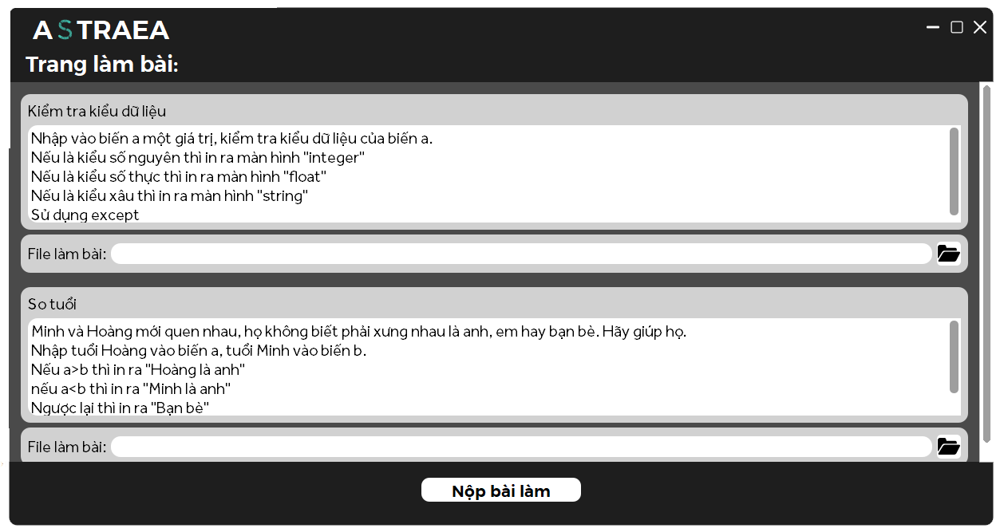 ASTRAEA
Trang làm bài:
Kiểm tra kiểu dữ liệu
Nhập vào biến a một giá trị, kiểm tra kiểu dữ liệu của biến a.
Nếu là kiểu số nguyên thì in ra màn hình "integer"
Nếu là kiểu số thực thì in ra màn hình "float"
Nếu là kiểu xâu thì in ra màn hình "string"
Sử dụng except
File làm bài:
So tuổi
Minh và Hoàng mới quen nhau, họ không biết phải xưng nhau là anh, em hay bạn bè. Hãy giúp họ.
Nhập tuổi Hoàng vào biến a, tuổi Minh vào biến b.
Nếu a>b thì in ra "Hoàng là anh"
nếu a<b thì in ra "Minh là anh"
Ngược lại thì in ra "Bạn bè"
File làm bài:
Nộp bài làm